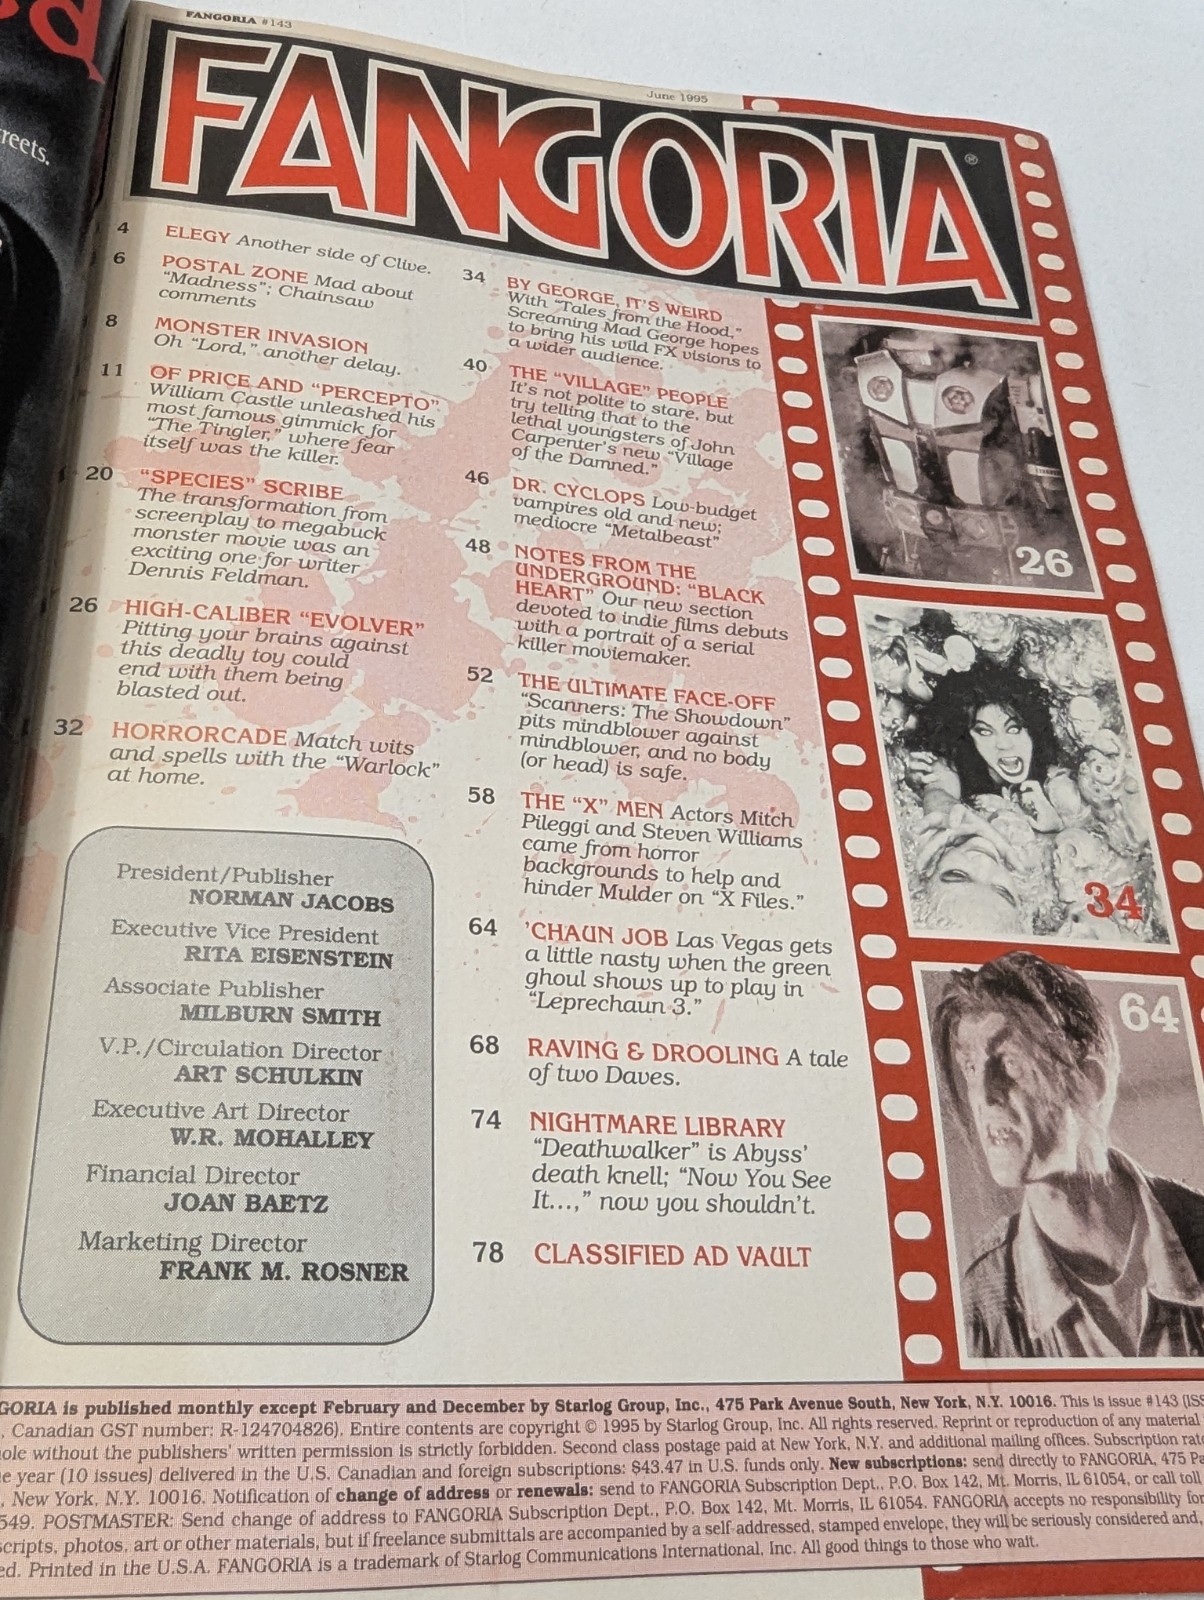 reets.
FANGORIA #143
June 1995
FANGORIA®
4 ELEGY Another side of Clive.
6 POSTAL ZONE Mad about
"Madness"; Chainsaw
comments
8 MONSTER INVASION
Oh "Lord," another delay.
11 OF PRICE AND "PERCEPTO"
William Castle unleashed his
most famous gimmick for
"The Tingler," where fear
itself was the killer.
20 "SPECIES" SCRIBE
The transformation from
screenplay to megabuck
monster movie was an
exciting one for writer
Dennis Feldman.
26 HIGH-CALIBER "EVOLVER"
Pitting your brains against
this deadly toy could
end with them being
blasted out.
32 HORRORCADE Match wits
and spells with the "Warlock"
at home.
34 BY GEORGE, IT'S WEIRD
With "Tales from the Hood,"
Screaming Mad George hopes
to bring his wild FX visions to
a wider audience.
40 THE "VILLAGE" PEOPLE
It's not polite to stare, but
try telling that to the
lethal youngsters of John
Carpenter's new "Village
of the Damned."
46 DR. CYCLOPS Low-budget
vampires old and new;
mediocre "Metalbeast"
48 NOTES FROM THE
UNDERGROUND: "BLACK
HEART" Our new section
devoted to indie films debuts
with a portrait of a serial
killer moviemaker.
52 THE ULTIMATE FACE-OFF
"Scanners: The Showdown"
pits mindblower against
mindblower, and no body
(or head) is safe.
58 THE "X" MEN Actors Mitch
Pileggi and Steven Williams
came from horror
backgrounds to help and
hinder Mulder on "X Files."
64 'CHAUN JOB Las Vegas gets
a little nasty when the green
ghoul shows up to play in
"Leprechaun 3."
68 RAVING & DROOLING A tale
of two Daves.
74 NIGHTMARE LIBRARY
"Deathwalker" is Abyss'
death knell; "Now You See
It...," now you shouldn't.
78 CLASSIFIED AD VAULT
26
34
64
President/Publisher
NORMAN JACOBS
Executive Vice President
RITA EISENSTEIN
Associate Publisher
MILBURN SMITH
V.P./Circulation Director
ART SCHULKIN
Executive Art Director
W.R. MOHALLEY
Financial Director
JOAN BAETZ
Marketing Director
FRANK M. ROSNER
GORIA is published monthly except February and December by Starlog Group, Inc., 475 Park Avenue South, New York, N.Y. 10016. This is issue #143 (ISS
, Canadian GST number: R-124704826). Entire contents are copyright © 1995 by Starlog Group, Inc. All rights reserved. Reprint or reproduction of any material
ole without the publishers' written permission is strictly forbidden. Second class postage paid at New York, N.Y. and additional mailing offices. Subscription rat
e year (10 issues) delivered in the U.S. Canadian and foreign subscriptions: $43.47 in U.S. funds only. New subscriptions: send directly to FANGORIA, 475 Pa
, New York, N.Y. 10016. Notification of change of address or renewals: send to FANGORIA Subscription Dept., P.O. Box 142, Mt. Morris, IL 61054, or call toll
549. POSTMASTER: Send change of address to FANGORIA Subscription Dept., P.O. Box 142, Mt. Morris, IL 61054. FANGORIA accepts no responsibility for
scripts, photos, art or other materials, but if freelance submittals are accompanied by a self-addressed, stamped envelope, they will be seriously considered and,
ed. Printed in the U.S.A. FANGORIA is a trademark of Starlog Communications International, Inc. All good things to those who wait.